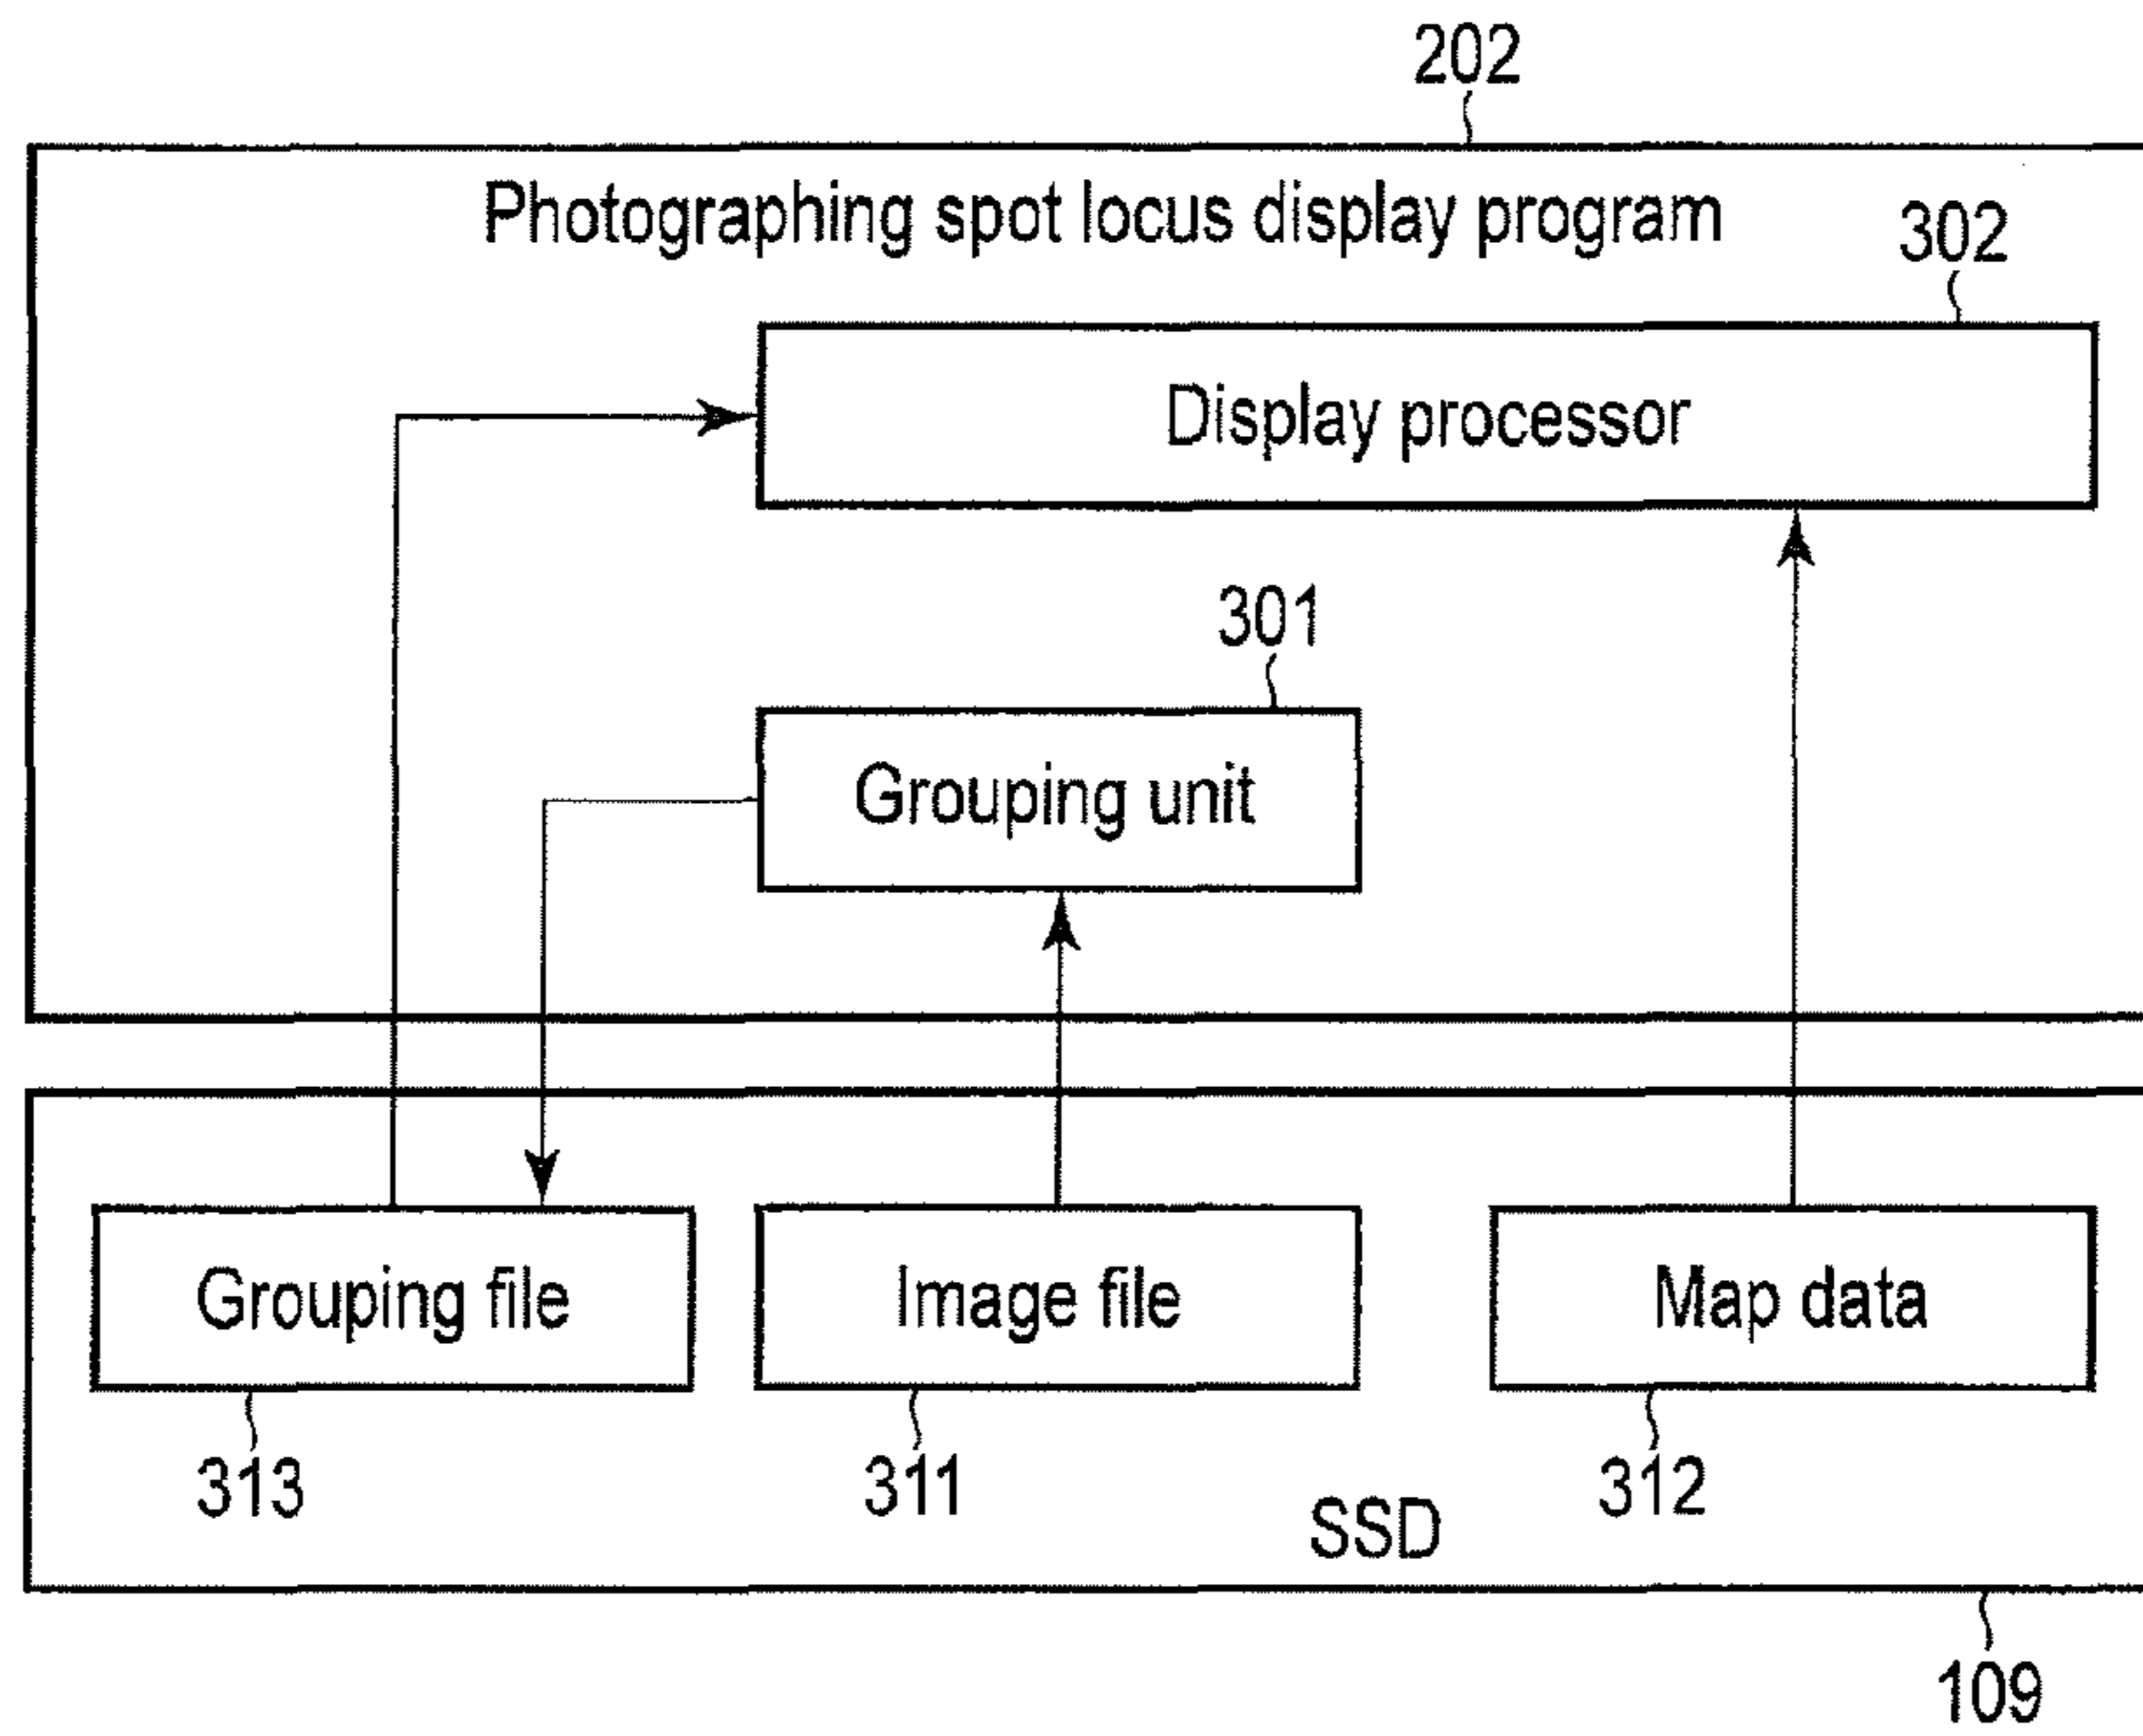 202
Photographing spot locus display program
302
Display processor
301
Grouping unit
Grouping file
Image file
Map data
313
311
312
SSD
109